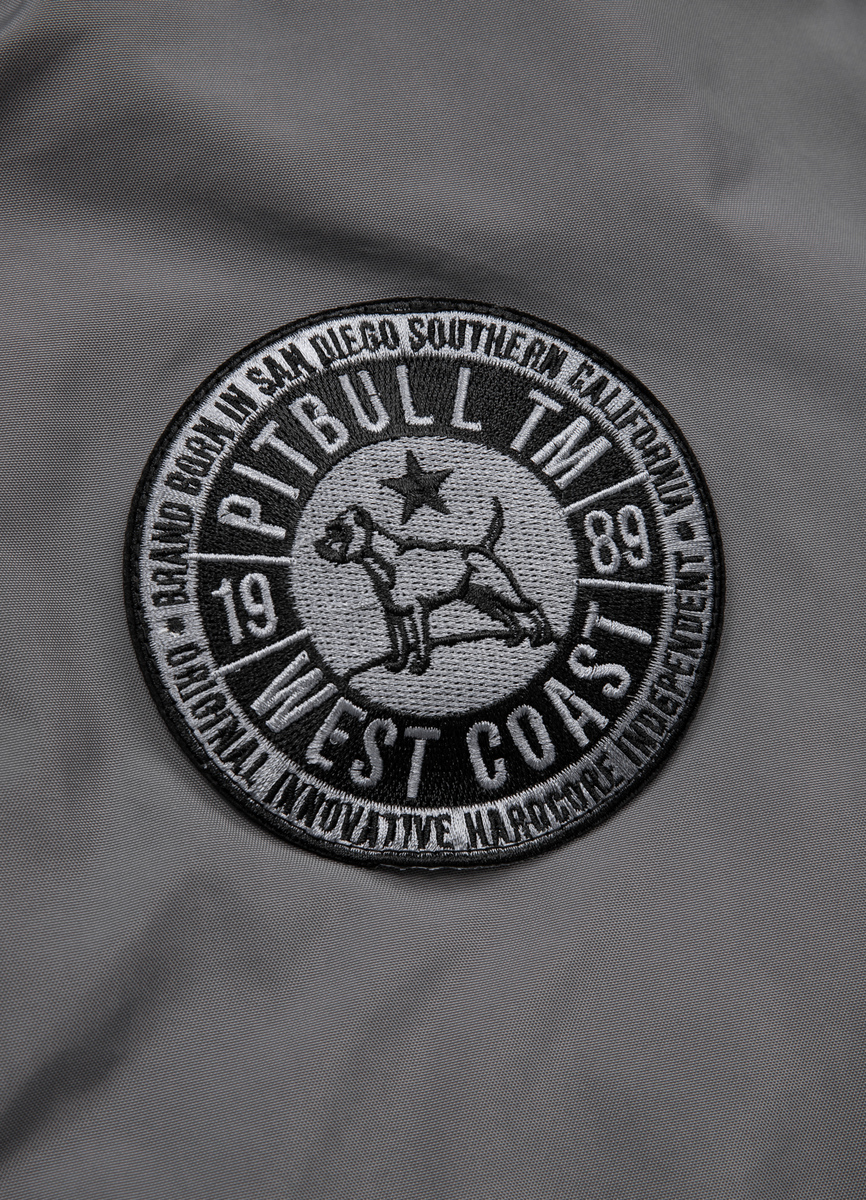 BRAND BORN IN SAN DIEGO SOUTHERN CALIFORNIA
PITBULL TM
19 89
WEST COAST
ORIGINAL INNOVATIVE HARDCORE INDEPENDENT